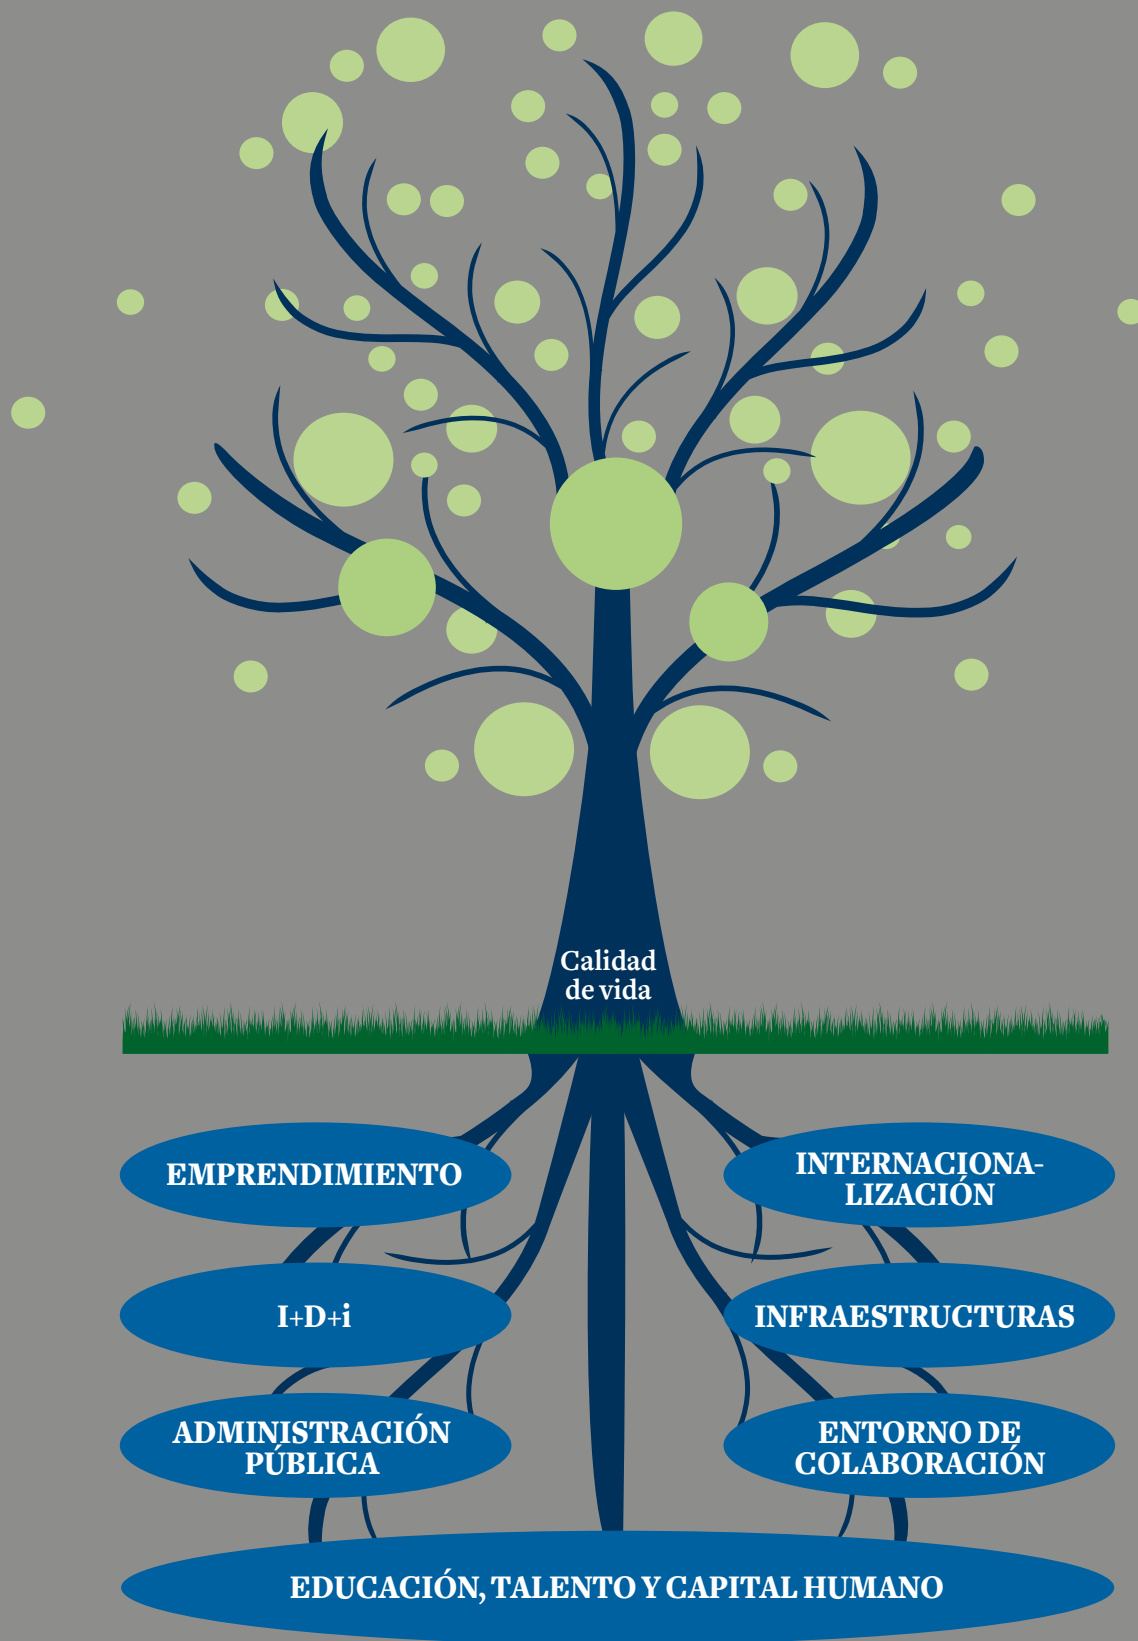 Calidad
de vida
EMPRENDIMIENTO
INTERNACIONA-
LIZACIÓN
I+D+i
INFRAESTRUCTURAS
ADMINISTRACIÓN
PÚBLICA
ENTORNO DE
COLABORACIÓN
EDUCACIÓN, TALENTO Y CAPITAL HUMANO